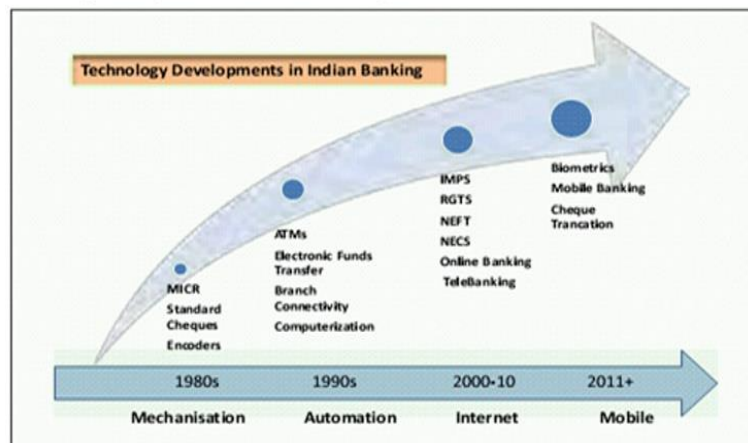 Technology Developments in Indian Banking
MICR
Standard
Cheques
Encoders
ATMs
Electronic Funds
Transfer
Branch
Connectivity
Computerization
IMPS
RGTS
NEFT
NECS
Online Banking
TeleBanking
Biometrics
Mobile Banking
Cheque
Trancation
1980s 1990s 2000-10 2011+
Mechanisation Automation Internet Mobile